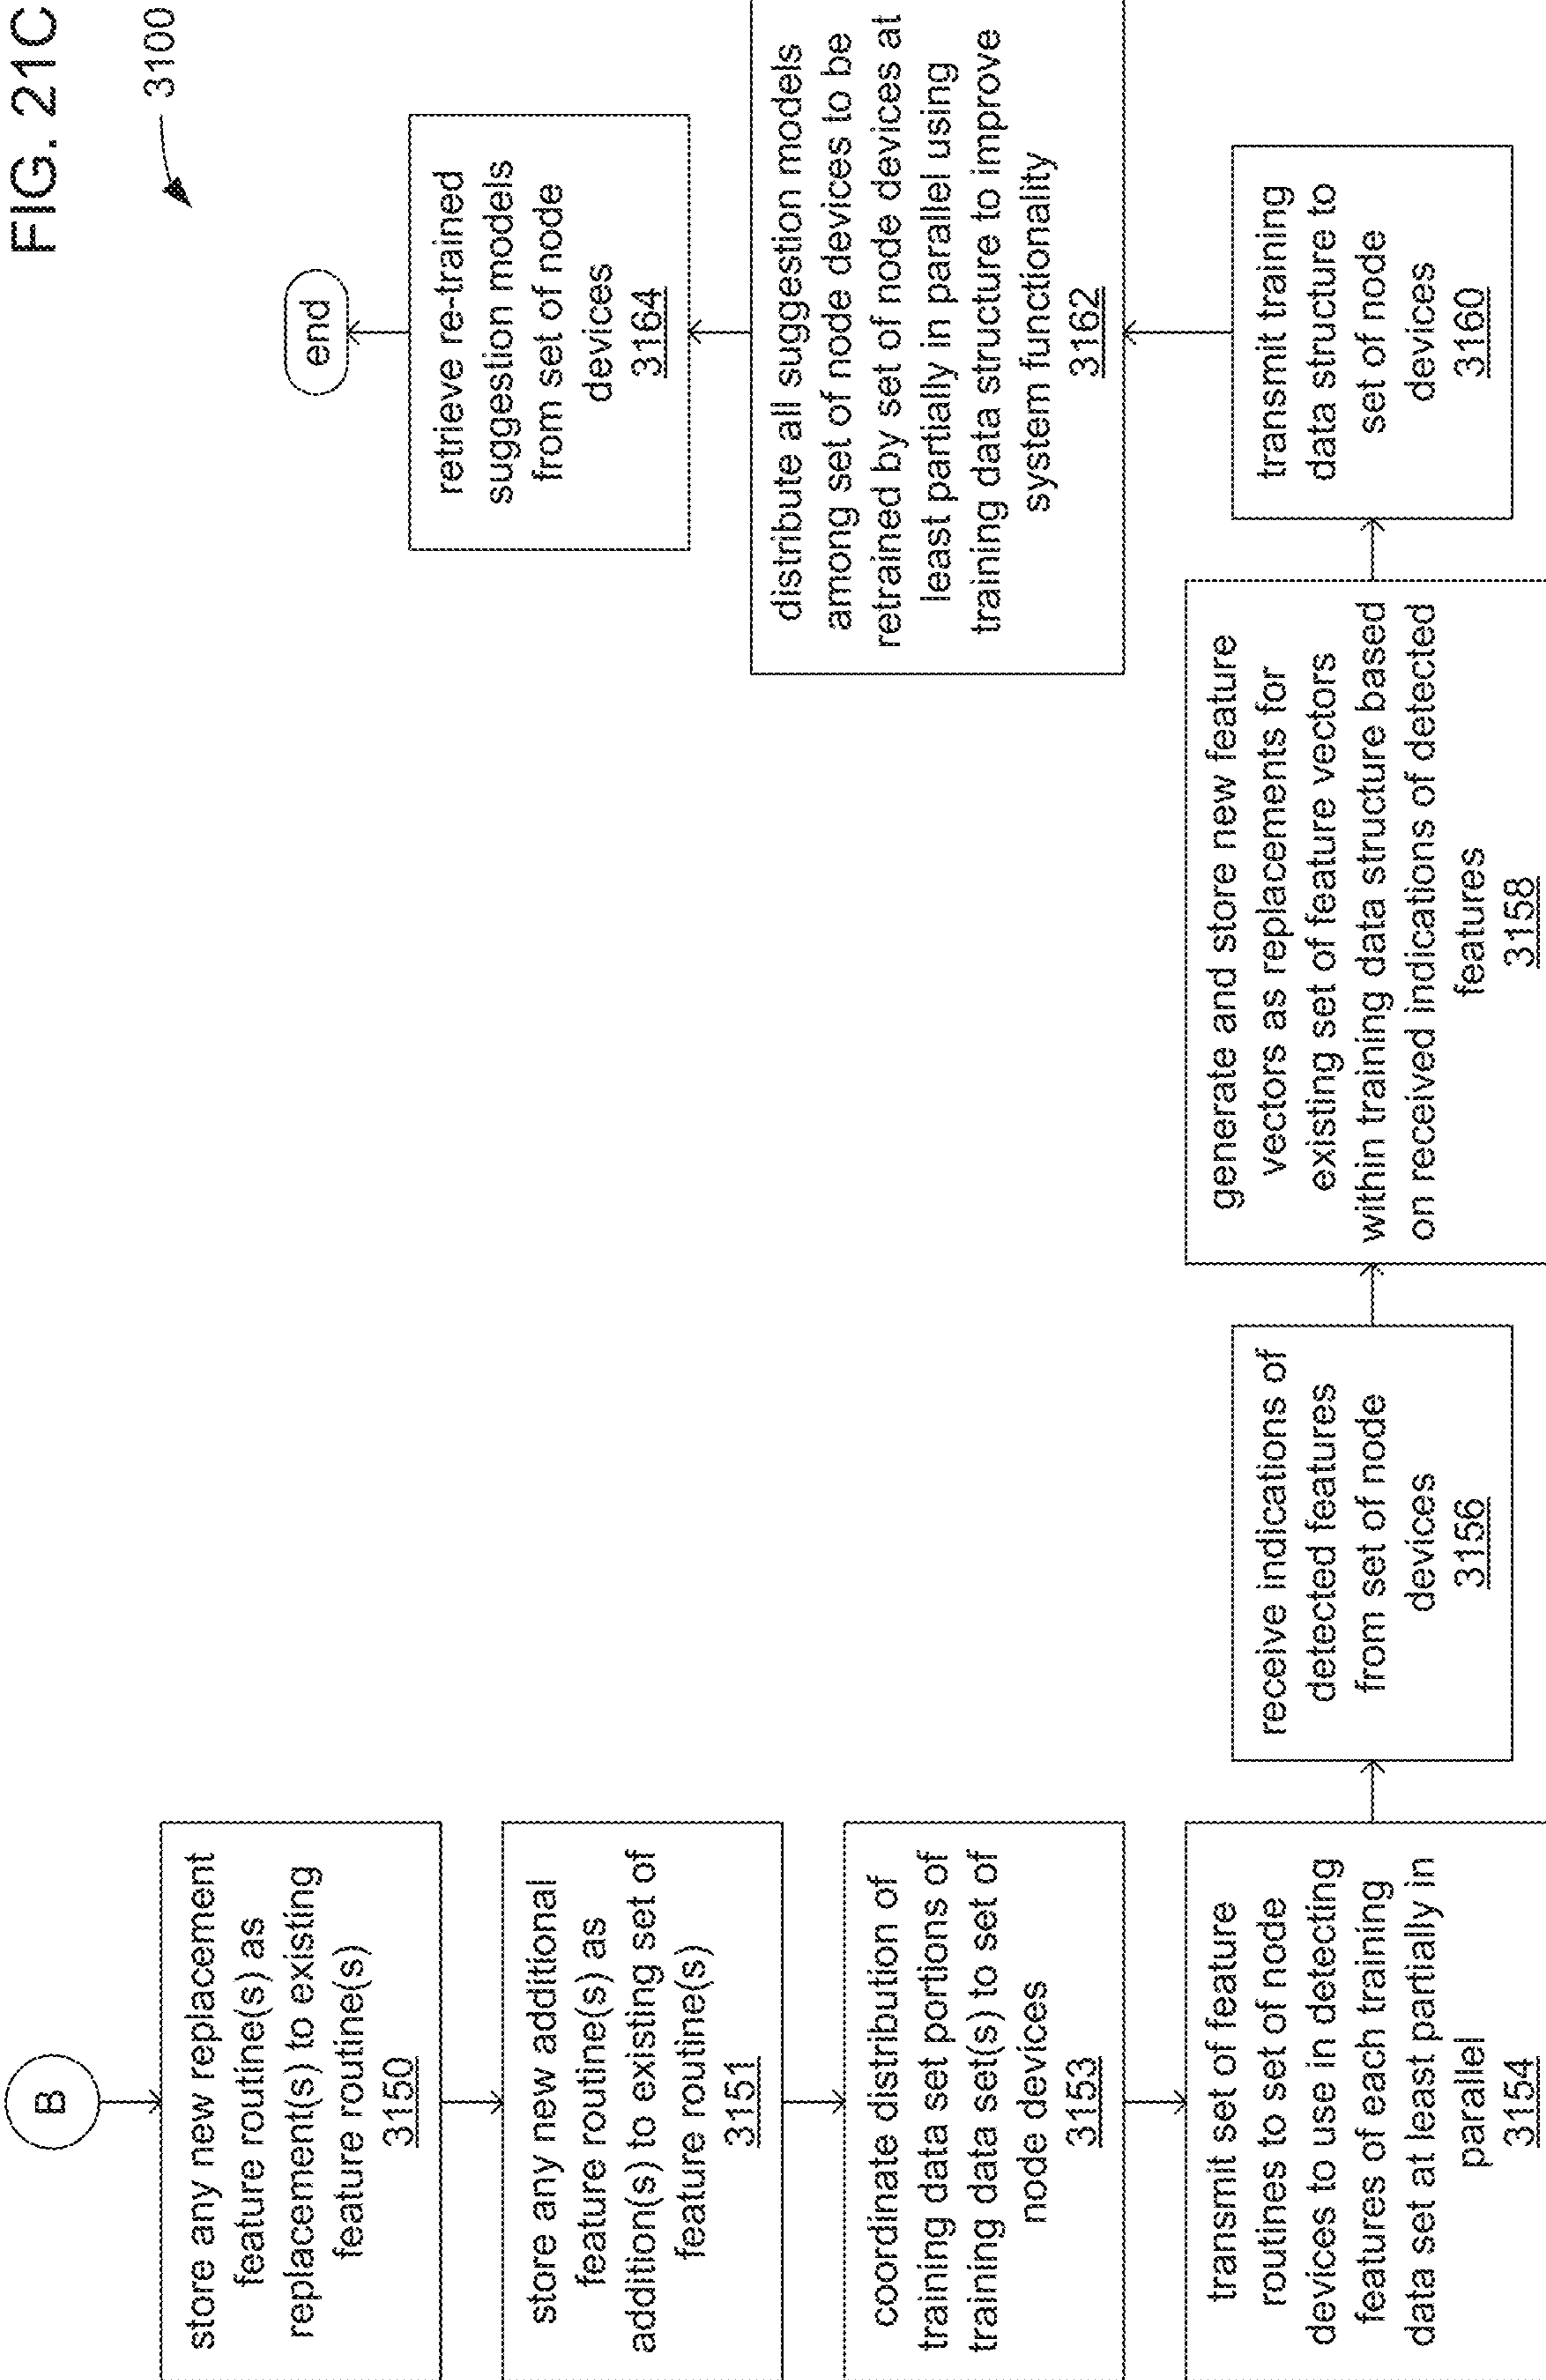 FIG. 21C
3100
B
store any new replacement
feature routine(s) as
replacement(s) to existing
feature routine(s)
3150
store any new additional
feature routine(s) as
addition(s) to existing set of
feature routine(s)
3151
coordinate distribution of
training data set portions of
training data set(s) to set of
node devices
3153
transmit set of feature
routines to set of node
devices to use in detecting
features of each training
data set at least partially in
parallel
3154
receive indications of
detected features
from set of node
devices
3156
generate and store new feature
vectors as replacements for
existing set of feature vectors
within training data structure based
on received indications of detected
features
3158
transmit training
data structure to
set of node
devices
3160
distribute all suggestion models
among set of node devices to be
retrained by set of node devices at
least partially in parallel using
training data structure to improve
system functionality
3162
retrieve re-trained
suggestion models
from set of node
devices
3164
end